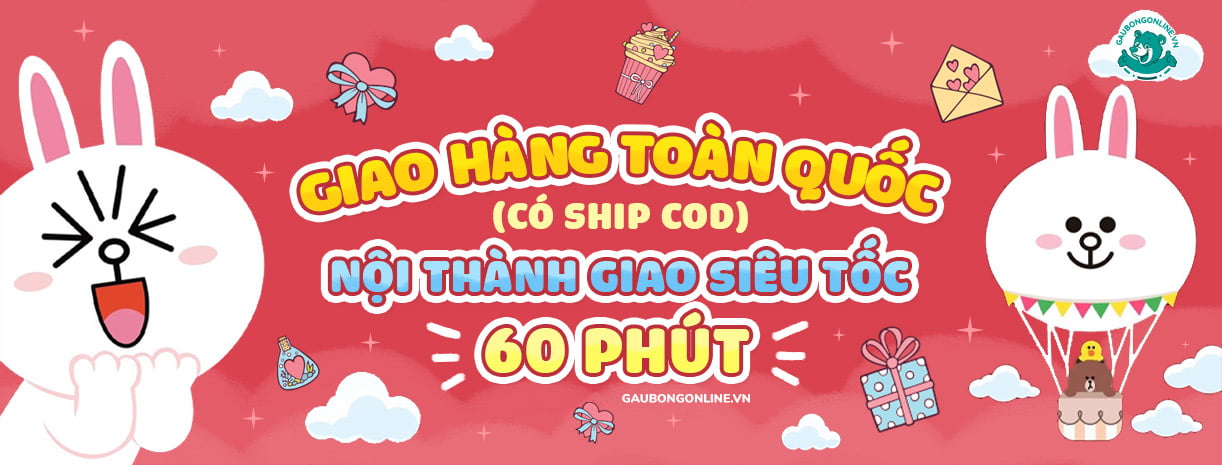 GAUBONGONLINE.VN
GIAO HÀNG TOÀN QUỐC
(CÓ SHIP COD)
NỘI THÀNH GIAO SIÊU TỐC
60 PHÚT
GAUBONGONLINE.VN